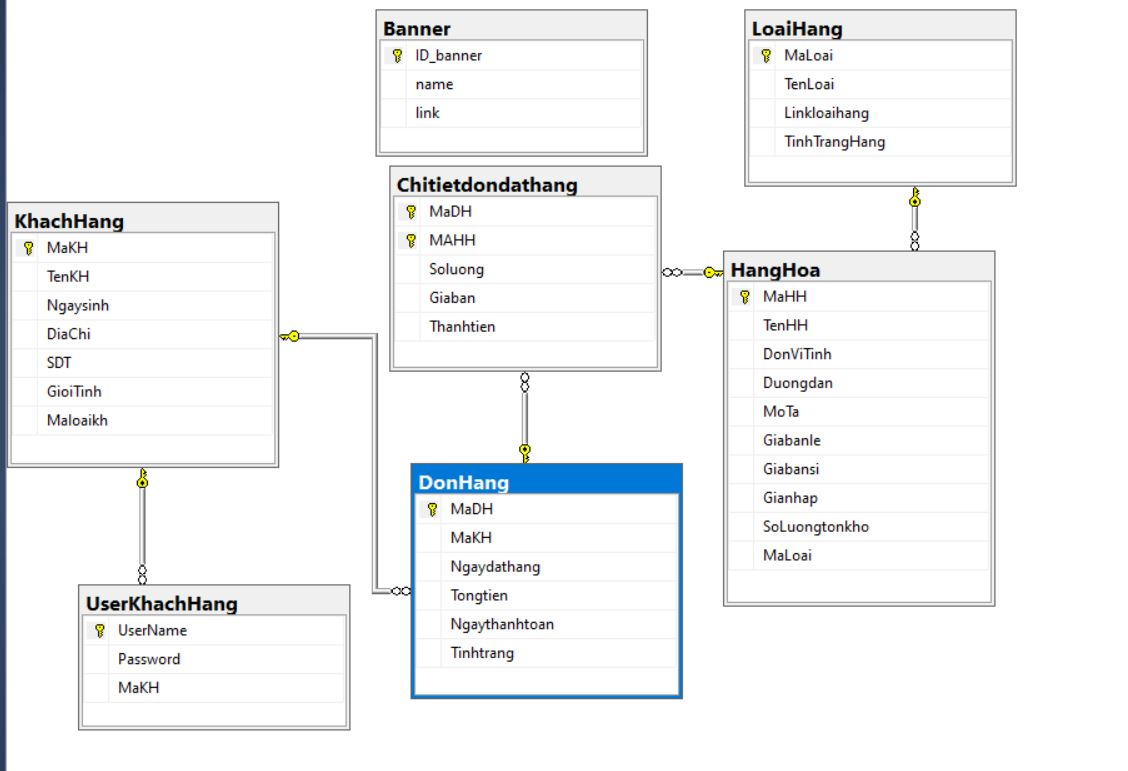 Banner
ID_banner
name
link
LoaiHang
MaLoai
TenLoai
Linkloaihang
TinhTrangHang
Chitietdondathang
MaDH
MAHH
Soluong
Giaban
Thanhtien
KhachHang
MaKH
TenKH
Ngaysinh
DiaChi
SDT
GioiTinh
Maloaikh
HangHoa
MaHH
TenHH
DonViTinh
Duongdan
MoTa
Giabanle
Giabansi
Gianhap
SoLuongtonkho
MaLoai
DonHang
MaDH
MaKH
Ngaydathang
Tongtien
Ngaythanhtoan
Tinhtrang
UserKhachHang
UserName
Password
MaKH